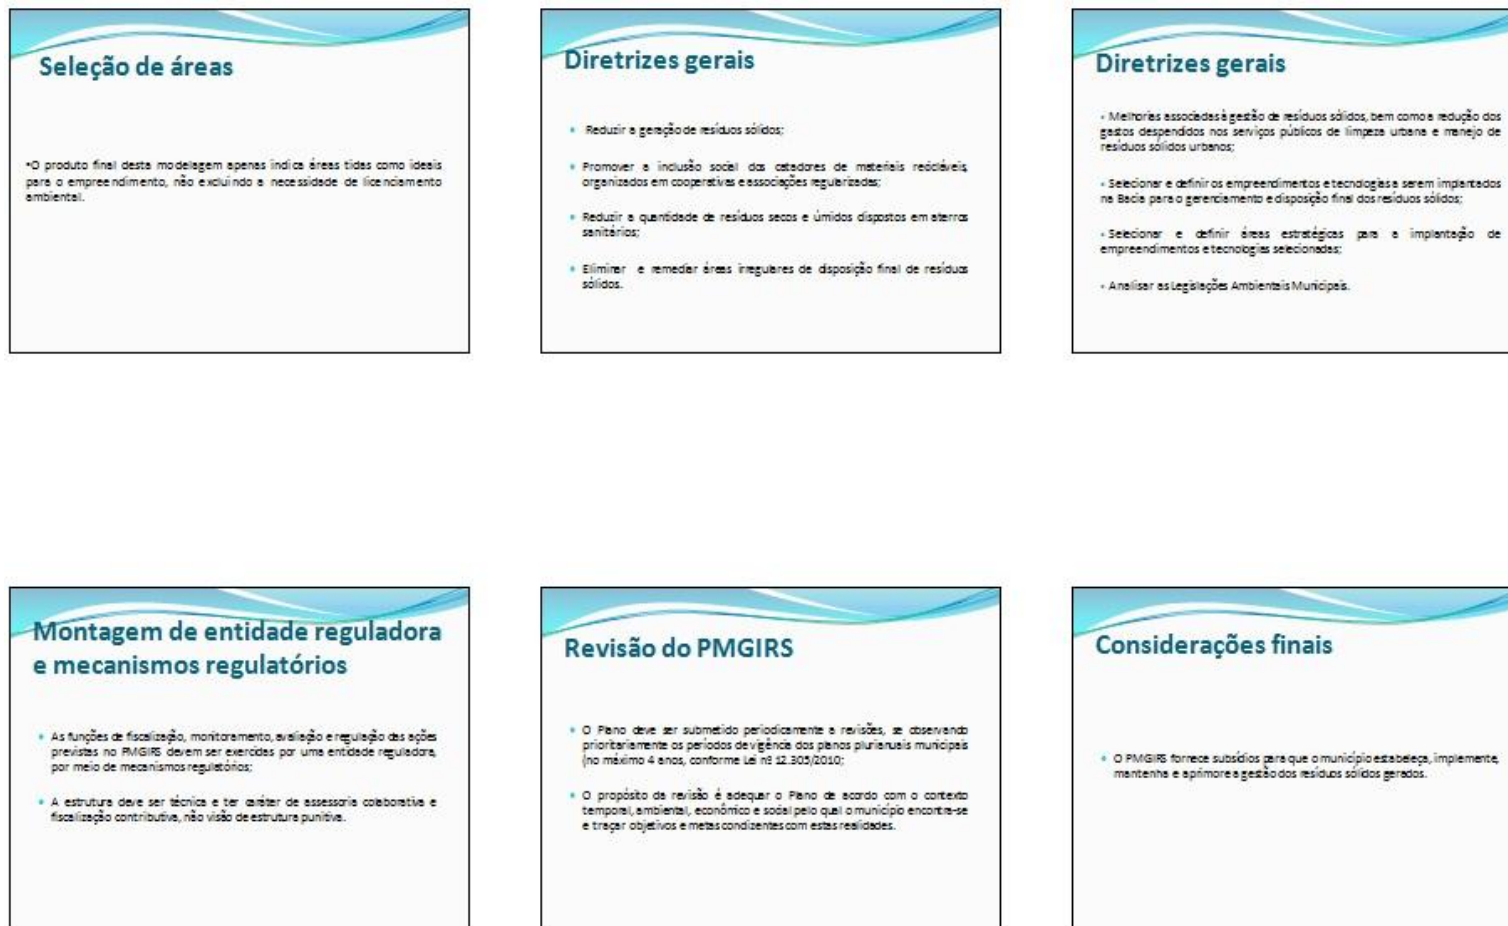 Seleção de áreas
•O produto final desta modelagem apenas indica áreas tidas como ideais
para o empreendimento, não excluindo a necessidade de licenciamento
ambiental.
Diretrizes gerais
• Reduzir a geração de resíduos sólidos;
• Promover a inclusão social dos catadores de materiais recicláveis,
organizados em cooperativas e associações regularizadas;
• Reduzir a quantidade de resíduos secos e úmidos dispostos em aterros
sanitários;
• Eliminar e remediar áreas irregulares de disposição final de resíduos
sólidos.
Diretrizes gerais
• Melhorias associadas à gestão de resíduos sólidos, bem como a redução dos
gastos despendidos nos serviços públicos de limpeza urbana e manejo de
resíduos sólidos urbanos;
• Selecionar e definir os empreendimentos e tecnologias a serem implantados
na Bacia para o gerenciamento e disposição final dos resíduos sólidos;
• Selecionar e definir áreas estratégicas para a implantação de
empreendimentos e tecnologias selecionadas;
• Analisar as Legislações Ambientais Municipais.
Montagem de entidade reguladora
e mecanismos regulatórios
• As funções de fiscalização, monitoramento, avaliação e regulação das ações
previstas no PMGIRS devem ser exercidas por uma entidade reguladora,
por meio de mecanismos regulatórios;
• A estrutura deve ser técnica e ter caráter de assessoria colaborativa e
fiscalização contributiva, não visão de estrutura punitiva.
Revisão do PMGIRS
• O Plano deve ser submetido periodicamente a revisões, se observando
prioritariamente os períodos de vigência dos planos plurianuais municipais
(no máximo 4 anos, conforme Lei nº 12.305/2010;
• O propósito da revisão é adequar o Plano de acordo com o contexto
temporal, ambiental, econômico e social pelo qual o município encontra-se
e traçar objetivos e metas condizentes com estas realidades.
Considerações finais
• O PMGIRS fornece subsídios para que o município estabeleça, implemente,
mantenha e aprimore a gestão dos resíduos sólidos gerados.